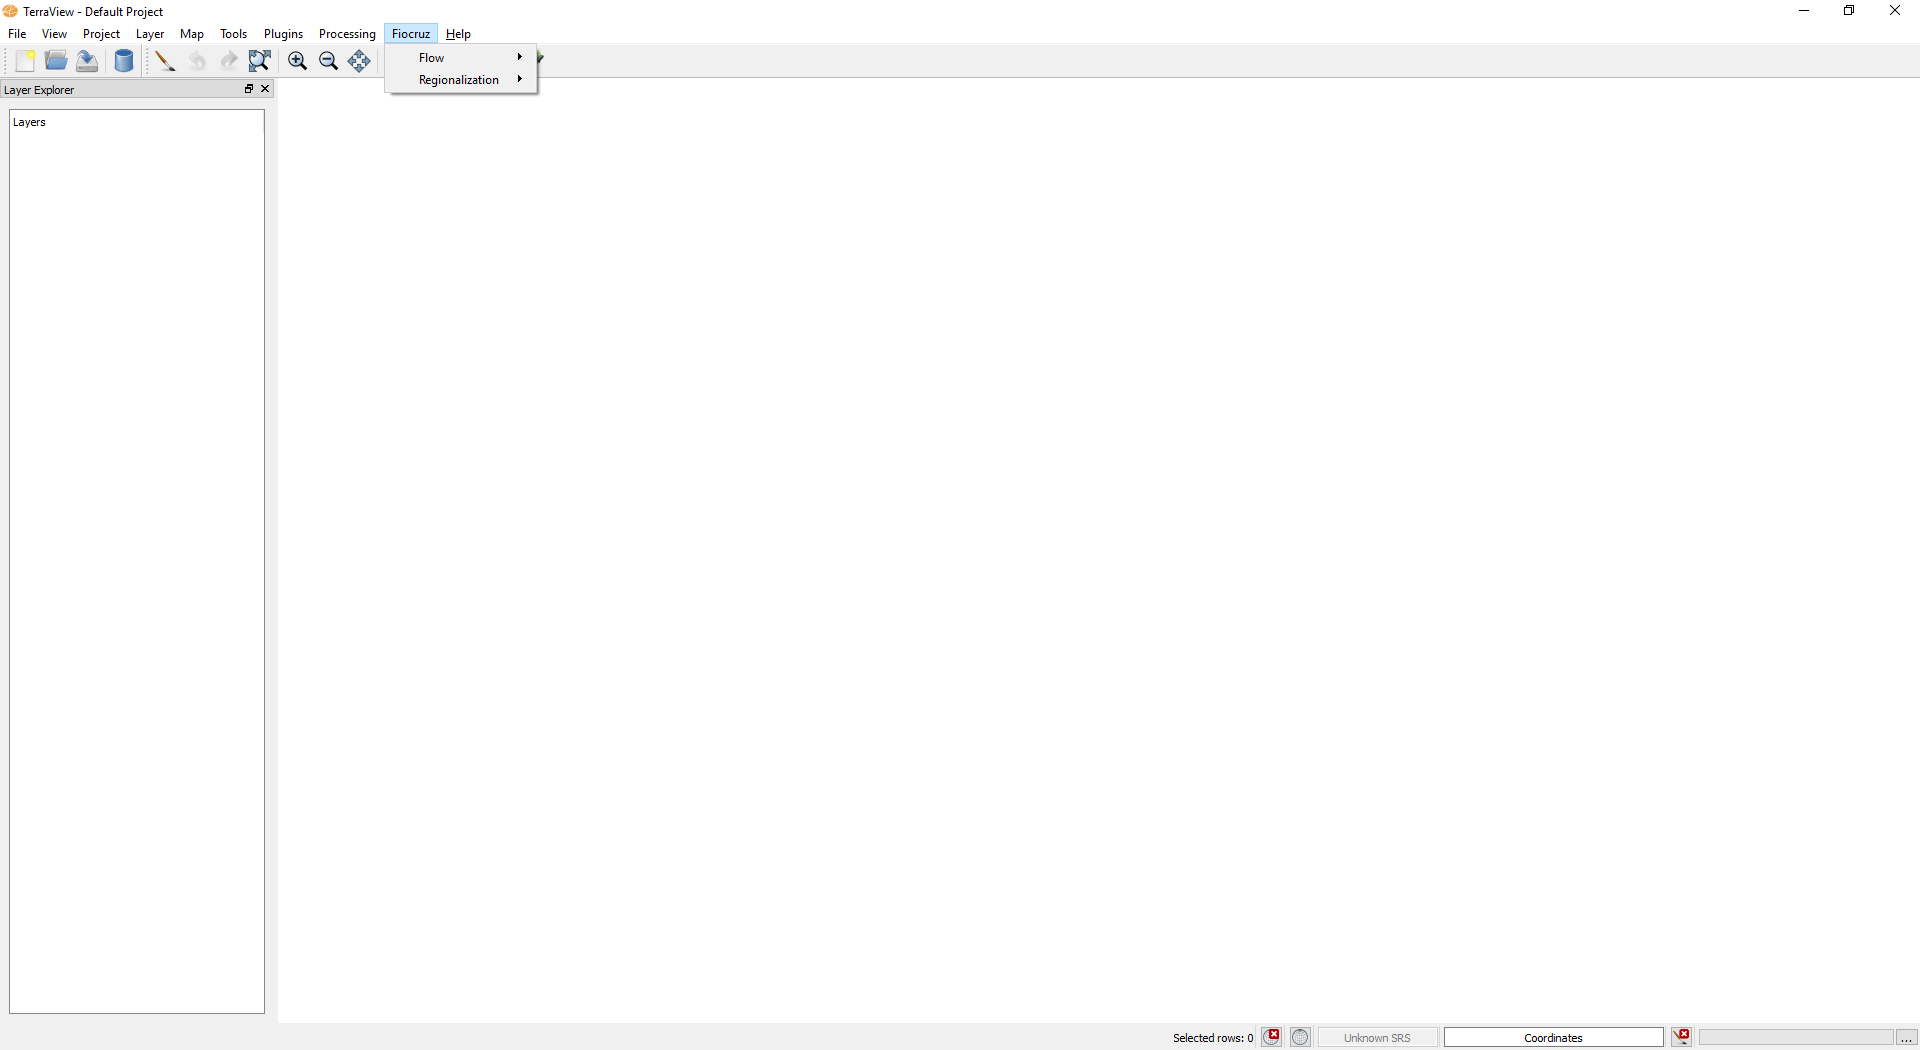 TerraView - Default Project
File View Project Layer Map Tools Plugins Processing Fiocruz Help
Flow
Regionalization
Layer Explorer
Layers
Selected rows: 0 Unknown SRS Coordinates ...